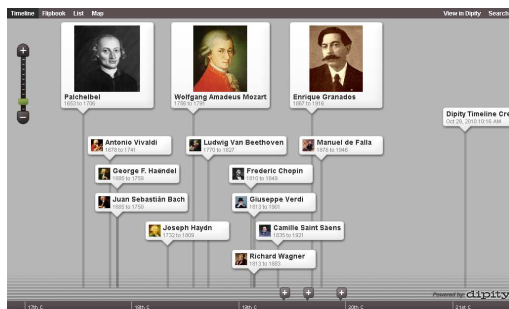 Timeline Flipbook List Map View in Dipity Search
Palchelbel
1653 to 1706
Wolfgang Amadeus Mozart
1756 to 1791
Enrique Granados
1867 to 1916
Dipity Timeline Cre
Oct 29, 2010 10:16 AM
Antonio Vivaldi
1678 to 1741
Ludwig Van Beethoven
1770 to 1827
Manuel de Falla
1876 to 1946
George F. Haendel
1685 to 1759
Frederic Chopin
1810 to 1849
Juan Sebastián Bach
1685 to 1750
Giuseppe Verdi
1813 to 1901
Joseph Haydn
1732 to 1809
Camille Saint Säens
1835 to 1921
Richard Wagner
1813 to 1883
Powered by: dipity
17th C 18th C 19th C 20th C 21st C